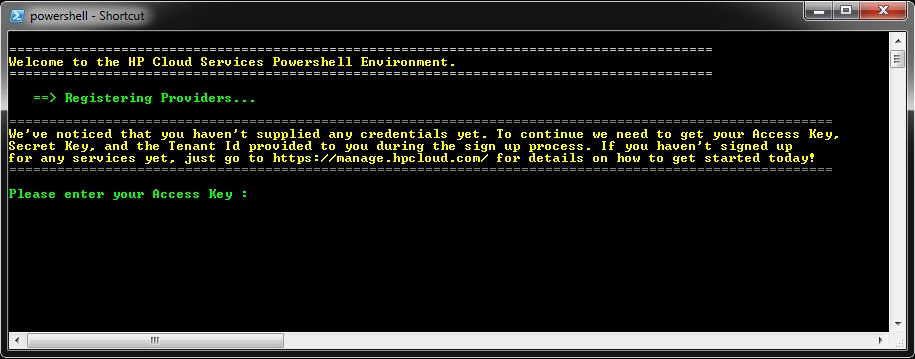 powershell - Shortcut
=======================================================================================
Welcome to the HP Cloud Services Powershell Environment.
=======================================================================================
==> Registering Providers...
======================================================================================================
We've noticed that you haven't supplied any credentials yet. To continue we need to get your Access Key,
Secret Key, and the Tenant Id provided to you during the sign up process. If you haven't signed up
for any services yet, just go to https://manage.hpcloud.com/ for details on how to get started today!
======================================================================================================
Please enter your Access Key :